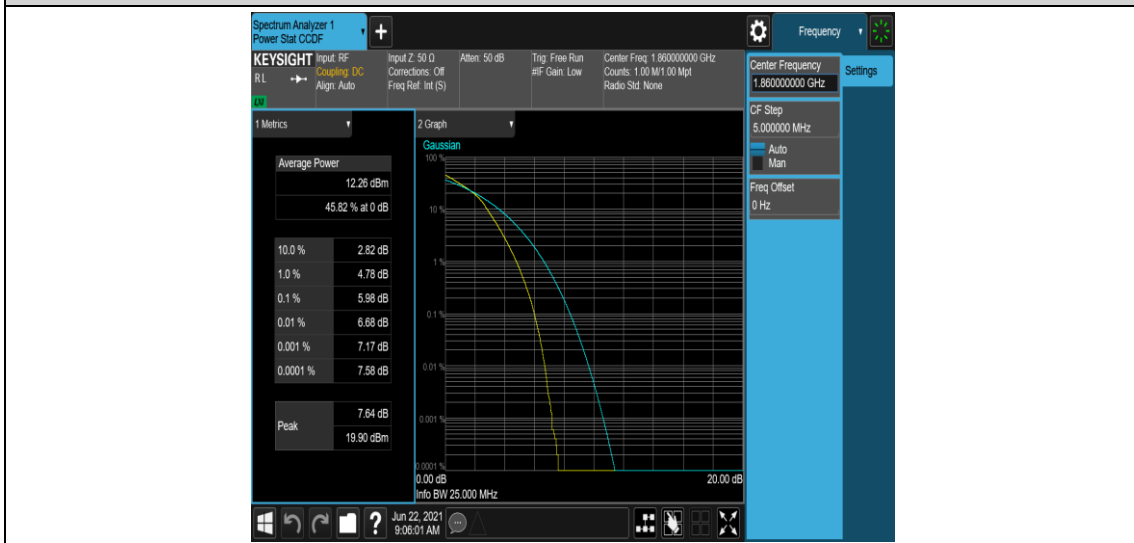 Spectrum Analyzer 1
Power Stat CCDF
+
Frequency
KEYSIGHT
RL
LXI
Input: RF
Coupling: DC
Align: Auto
Input Z: 50 Ω
Corrections: Off
Freq Ref: Int (S)
Atten: 50 dB
Trig: Free Run
#IF Gain: Low
Center Freq: 1.860000000 GHz
Counts: 1.00 M/1.00 Mpt
Radio Std: None
Center Frequency
1.860000000 GHz
Settings
CF Step
5.000000 MHz
Auto
Man
Freq Offset
0 Hz
1 Metrics
Average Power
12.26 dBm
45.82 % at 0 dB
10.0 % 2.82 dB
1.0 % 4.78 dB
0.1 % 5.98 dB
0.01 % 6.68 dB
0.001 % 7.17 dB
0.0001 % 7.58 dB
Peak 7.64 dB
19.90 dBm
2 Graph
Gaussian
100 %
10 %
1 %
0.1 %
0.01 %
0.001 %
0.0001 %
0.00 dB 20.00 dB
Info BW 25.000 MHz
?
Jun 22, 2021
9:06:01 AM